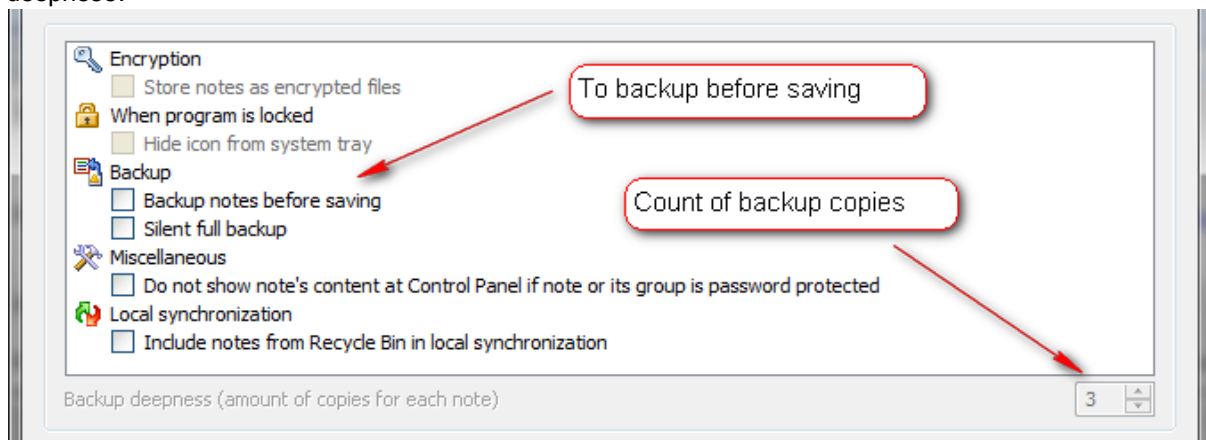 Encryption
Store notes as encrypted files
To backup before saving
When program is locked
Hide icon from system tray
Backup
Backup notes before saving
Count of backup copies
Silent full backup
Miscellaneous
Do not show note's content at Control Panel if note or its group is password protected
Local synchronization
Include notes from Recycle Bin in local synchronization
Backup deepness (amount of copies for each note)
3